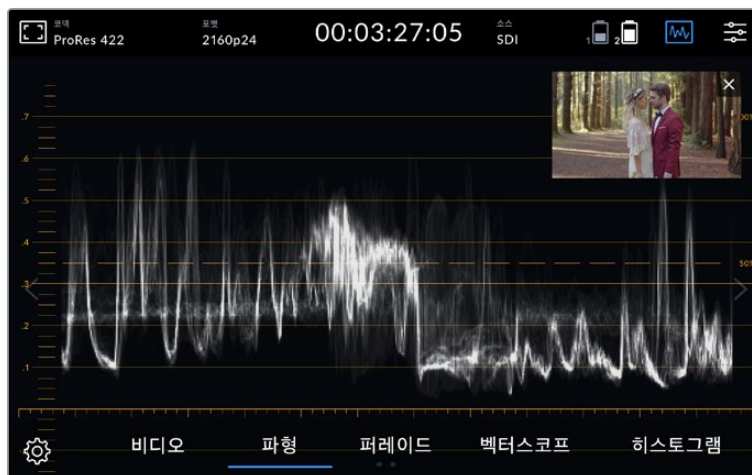 코덱
ProRes 422
포맷
2160p24
00:03:27:05
소스
SDI
1
2
.7
.6
.5
.4
.3
.2
.1
비디오
파형
퍼레이드
벡터스코프
히스토그램